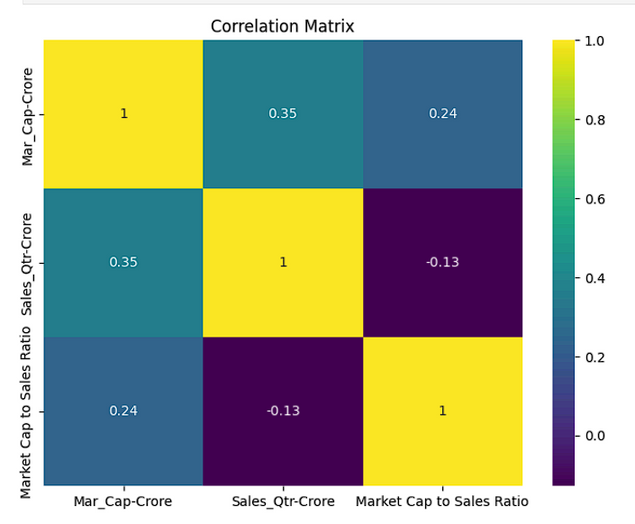 Correlation Matrix
Mar_Cap-Crore
1
0.35
0.24
Sales_Qtr-Crore
0.35
1
-0.13
Market Cap to Sales Ratio
0.24
-0.13
1
Mar_Cap-Crore
Sales_Qtr-Crore
Market Cap to Sales Ratio
1.0
0.8
0.6
0.4
0.2
0.0